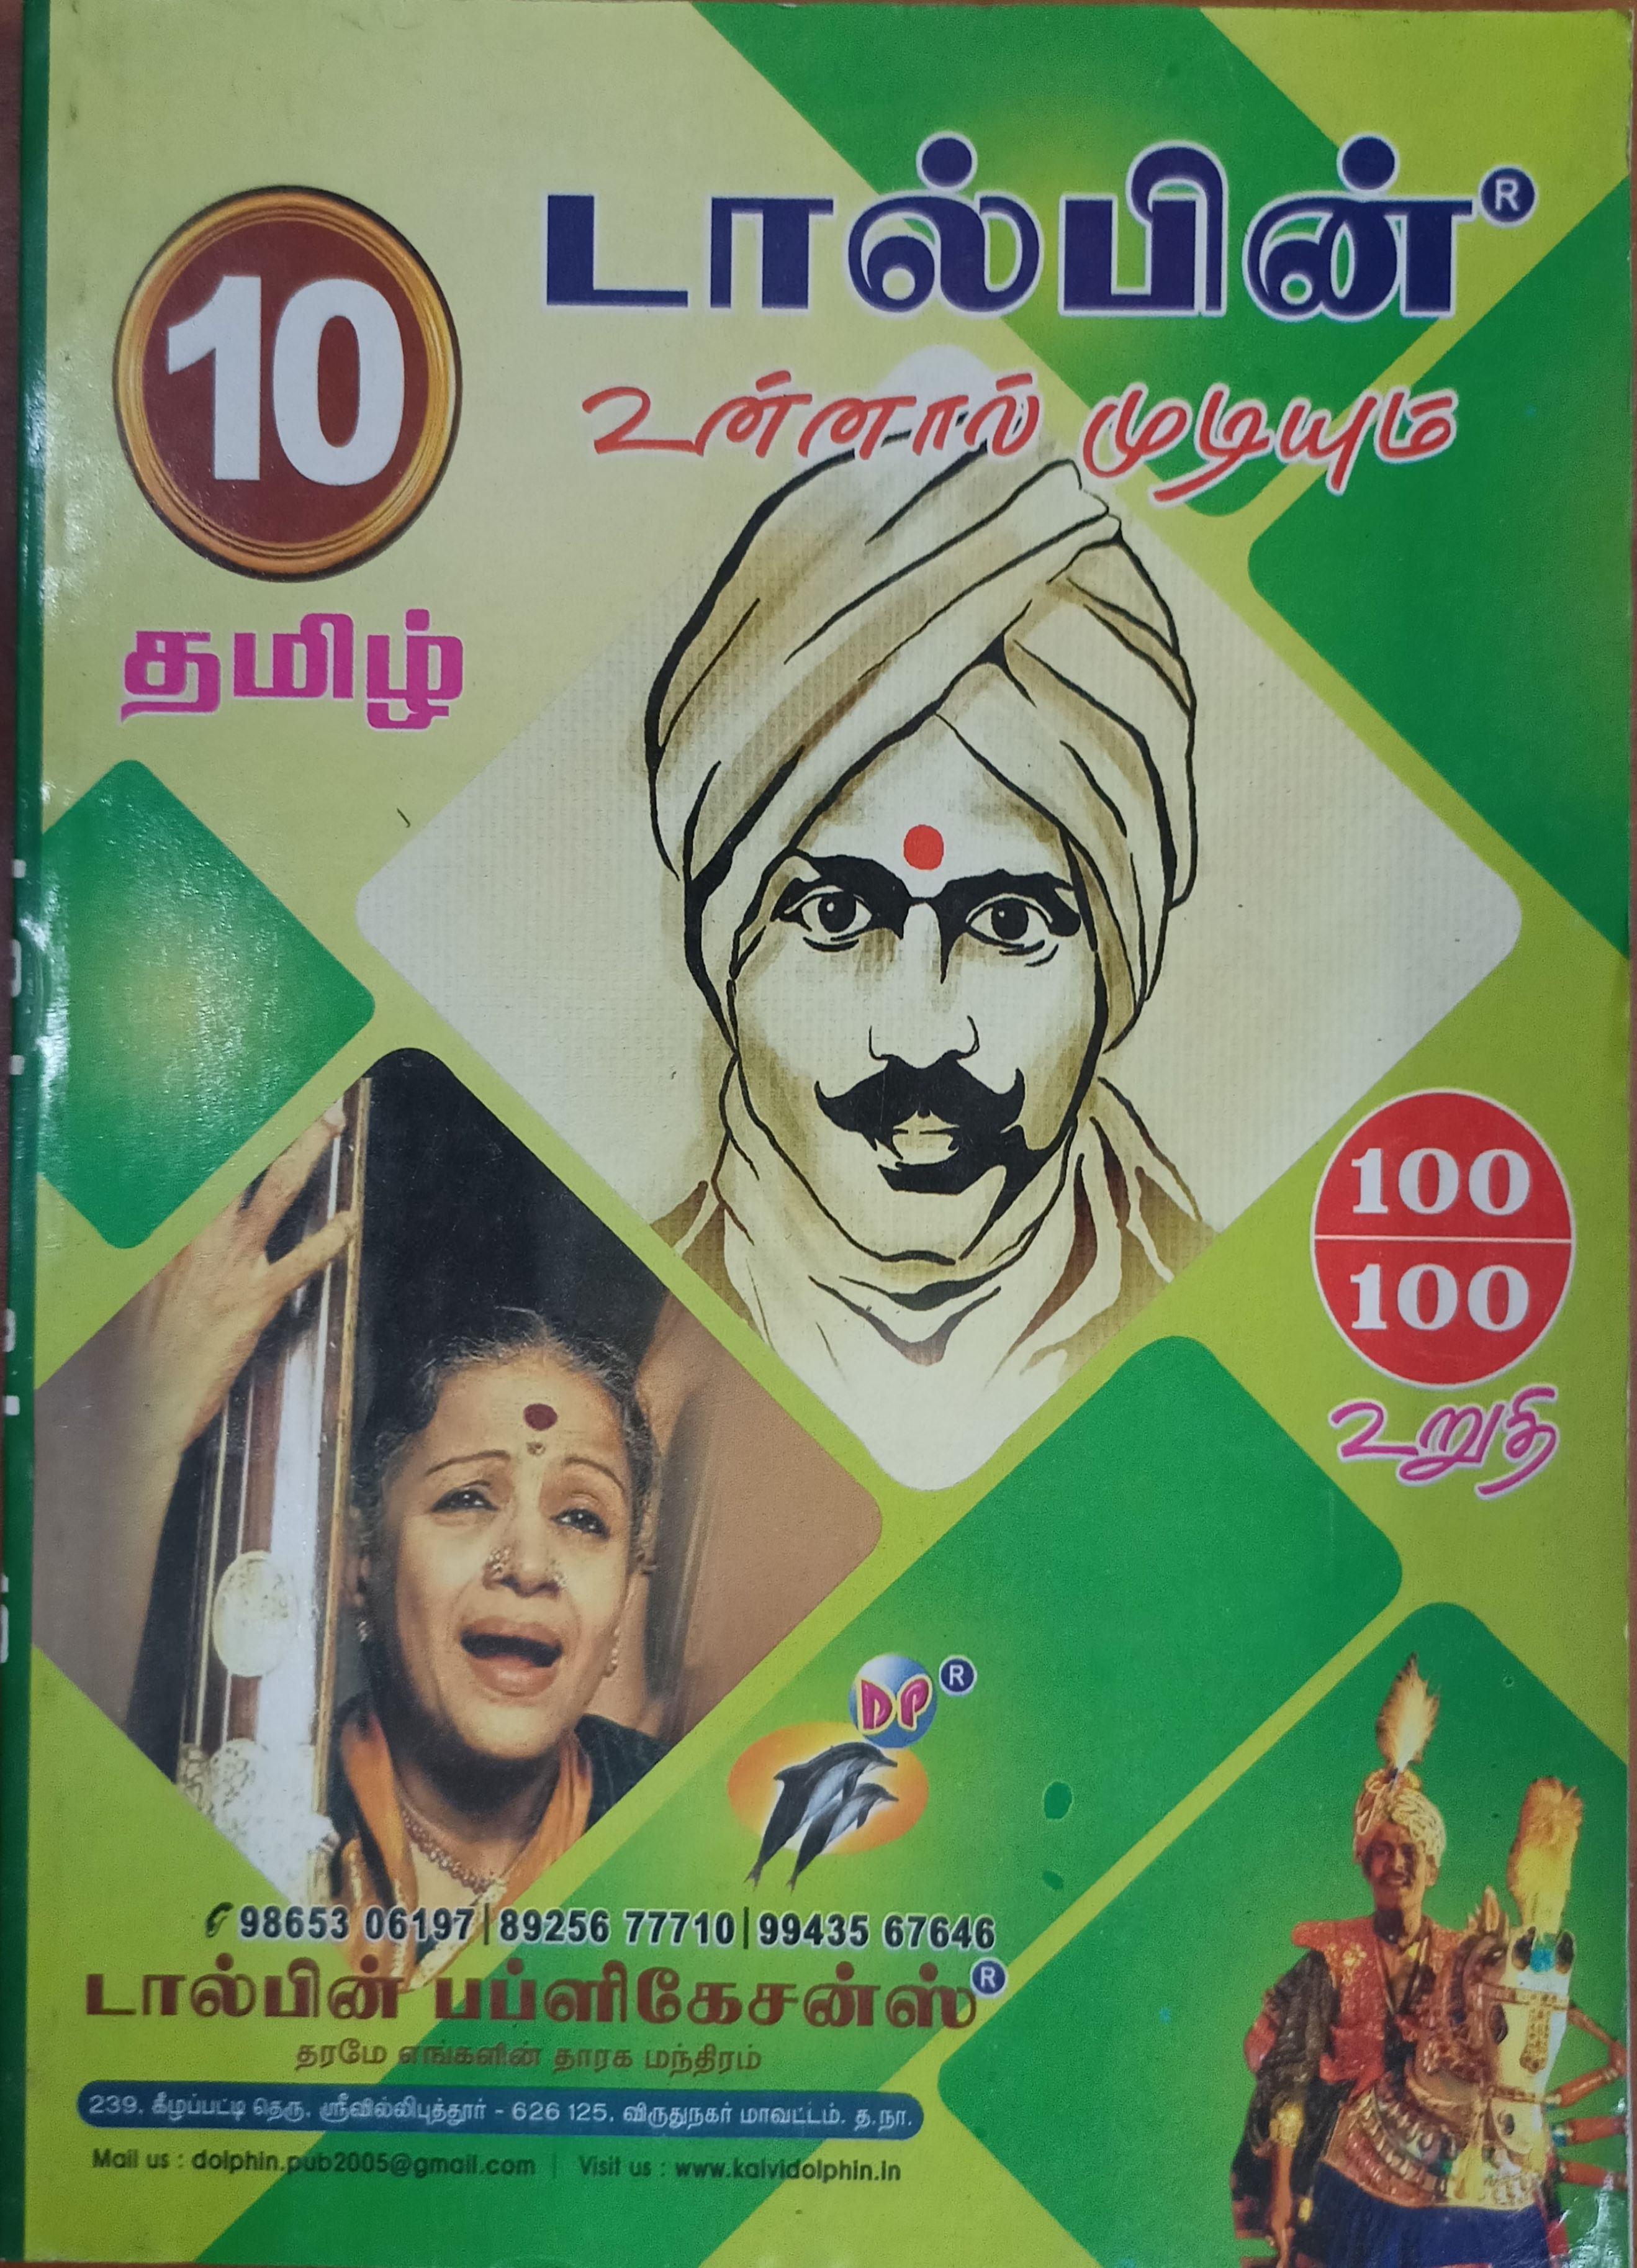 டால்பின்®
உன்னால் முடியும்
10
தமிழ்
100
100
உறுதி
DP ®
98653 06197|89256 77710|99435 67646
டால்பின் பப்ளிகேசன்ஸ்®
தரமே எங்களின் தாரக மந்திரம்
239, கீழப்பட்டி தெரு, ஸ்ரீவில்லிபுத்தூர் - 626 125, விருதுநகர் மாவட்டம். த.நா.
Mail us : dolphin.pub2005@gmail.com | Visit us : www.kalvidolphin.in